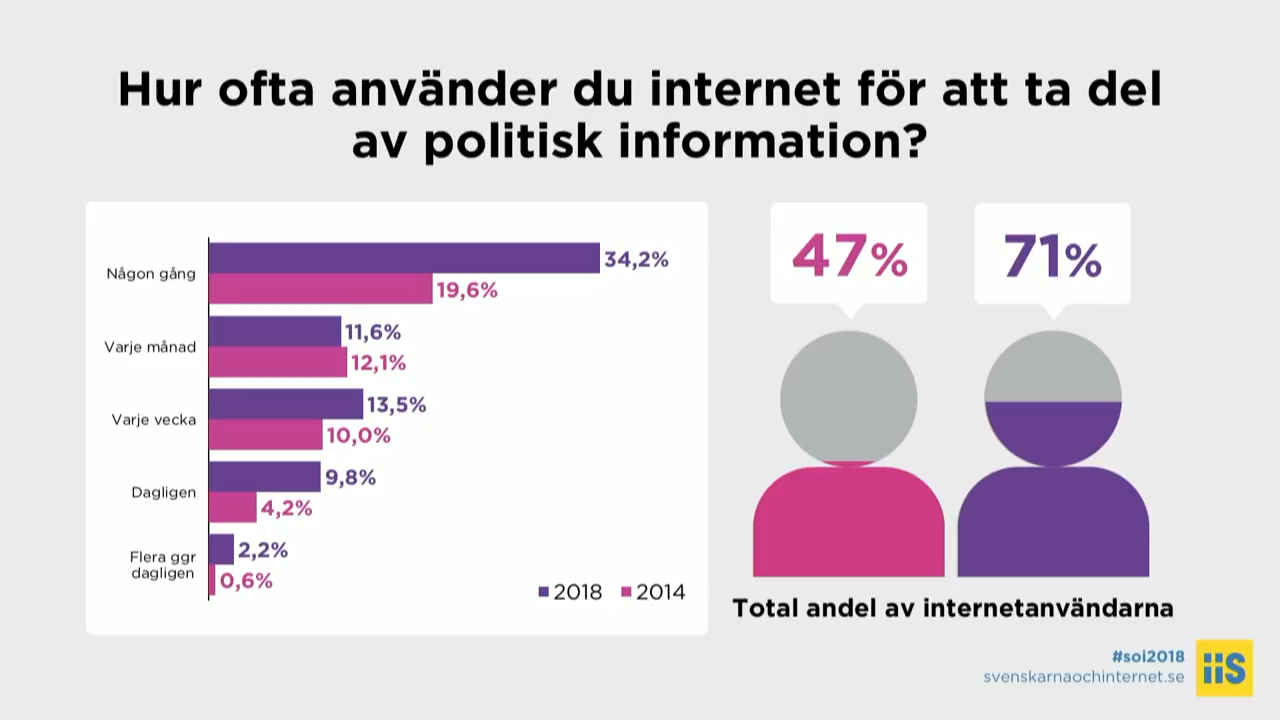 Hur ofta använder du internet för att ta del
av politisk information?
Någon gång
34,2%
19,6%
Varje månad
11,6%
12,1%
Varje vecka
13,5%
10,0%
Dagligen
9,8%
4,2%
Flera ggr
dagligen
2,2%
0,6%
2018 2014
47%
71%
Total andel av internetanvändarna
#soi2018
svenskarnaochinternet.se
iiS